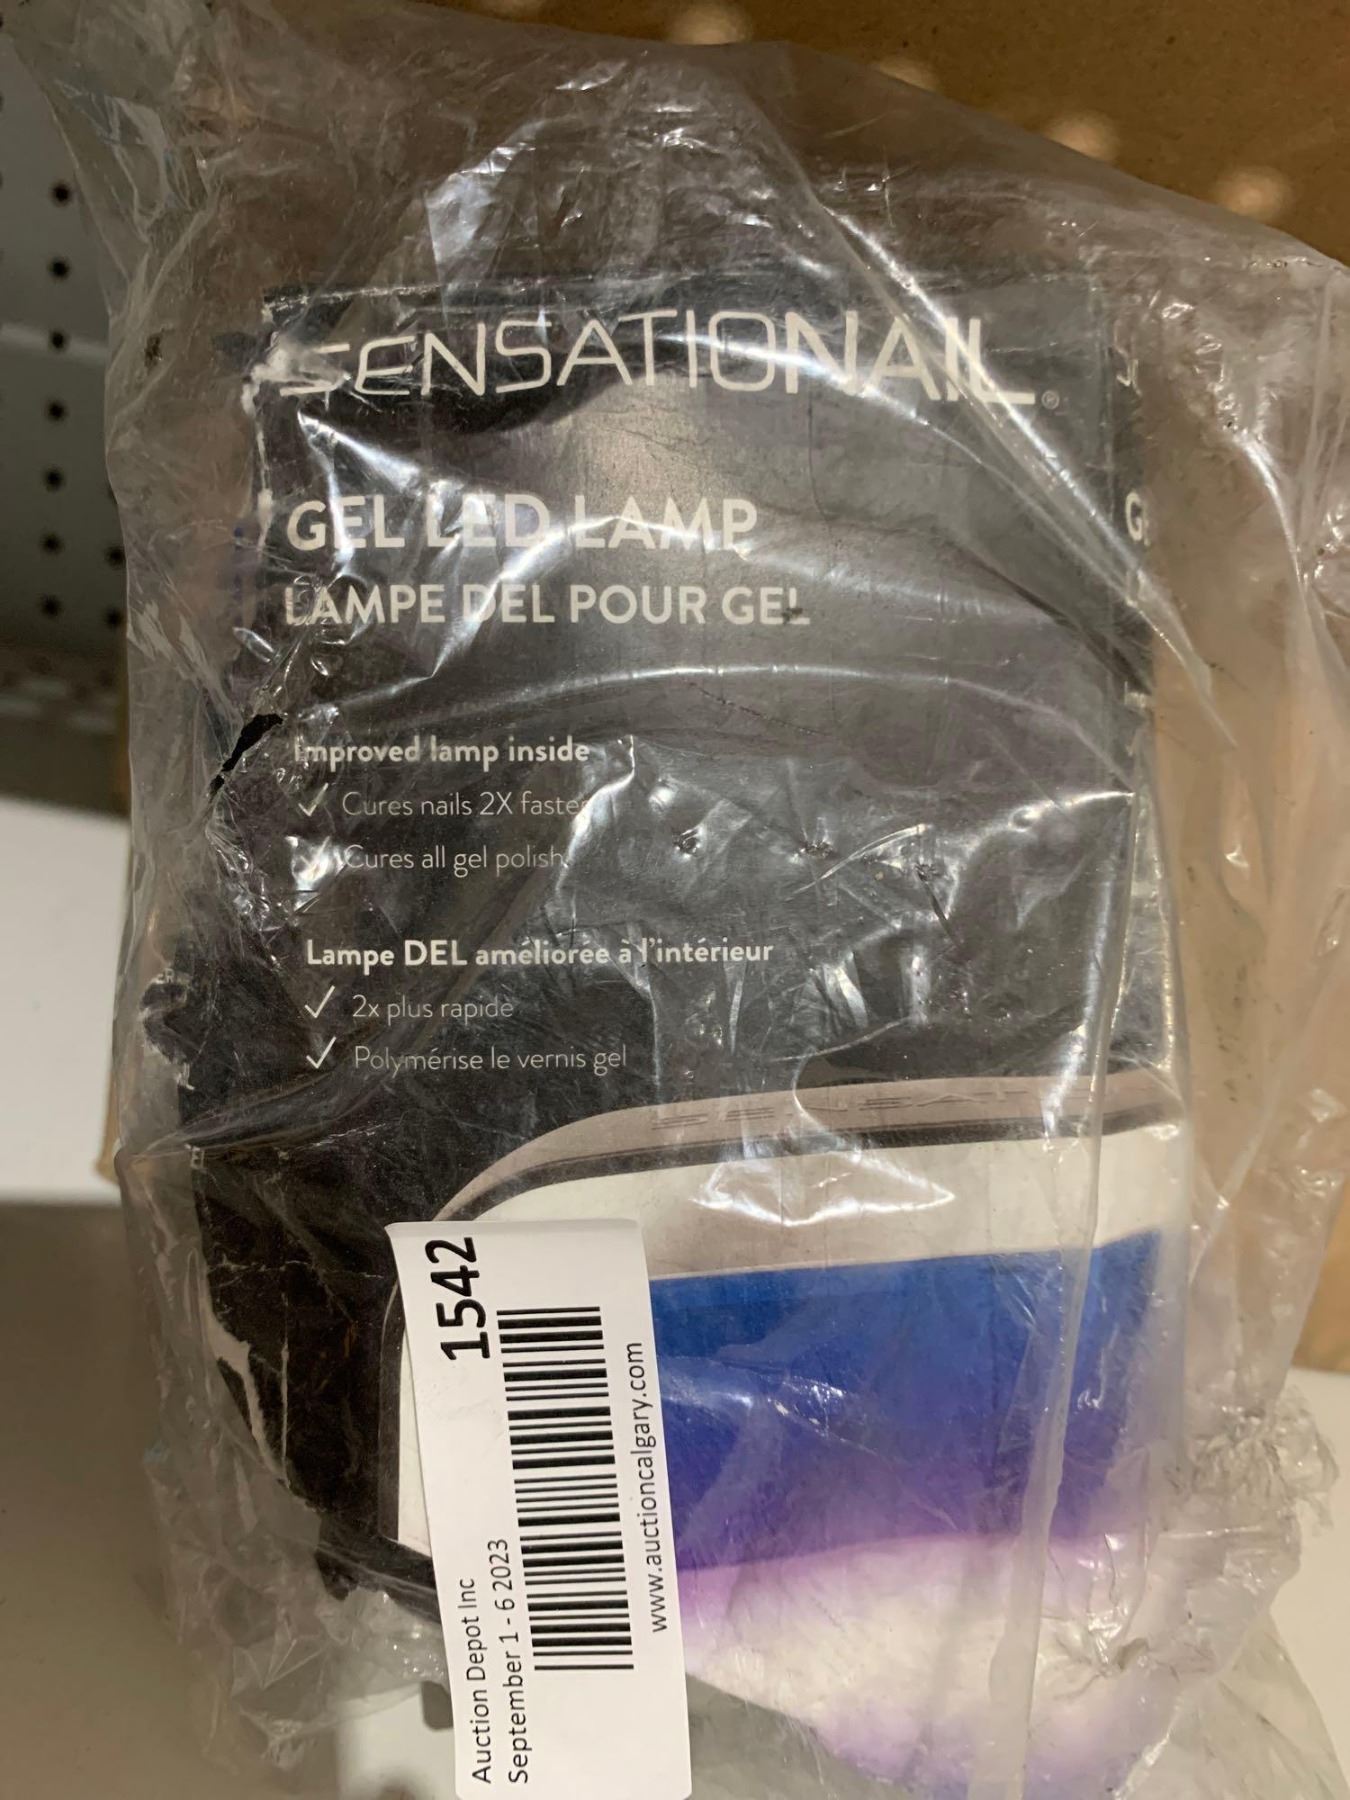 SENSATIONAIL®
GEL LED LAMP
LAMPE DEL POUR GEL
Improved lamp inside
✓ Cures nails 2X faster
✓ Cures all gel polish
Lampe DEL améliorée à l'intérieur
✓ 2x plus rapide
✓ Polymérise le vernis gel
1542
Auction Depot Inc
September 1 - 6 2023
www.auctioncalgary.com